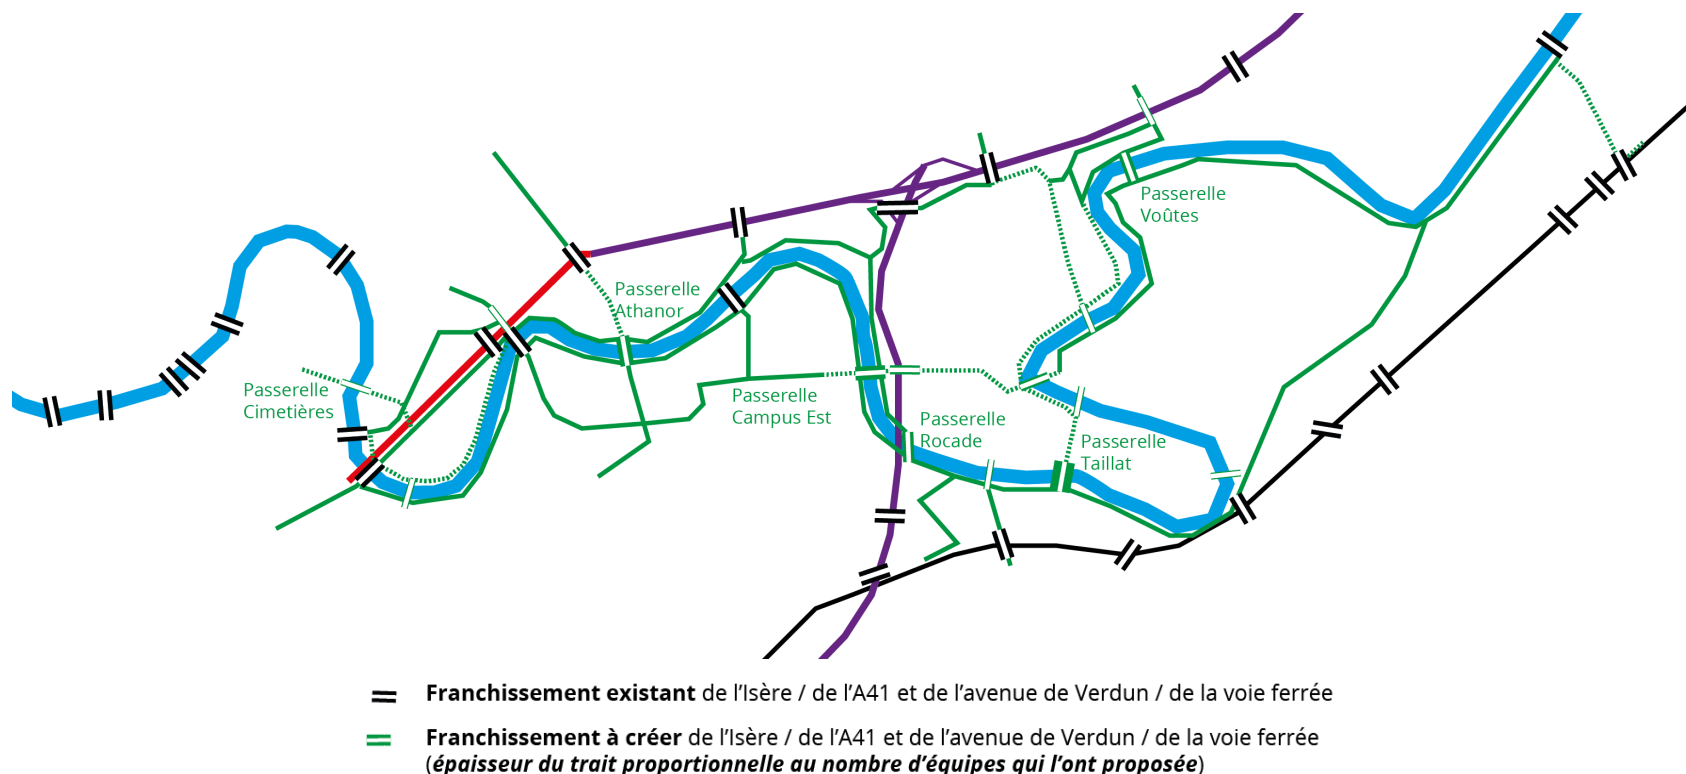 Passerelle
Voûtes
Passerelle
Athanor
Passerelle
Cimetières
Passerelle
Campus Est
Passerelle
Rocade
Passerelle
Taillat
Franchissement existant de l'Isère / de l'A41 et de l'avenue de Verdun / de la voie ferrée
Franchissement à créer de l'Isère / de l'A41 et de l'avenue de Verdun / de la voie ferrée
(épaisseur du trait proportionnelle au nombre d'équipes qui l'ont proposée)